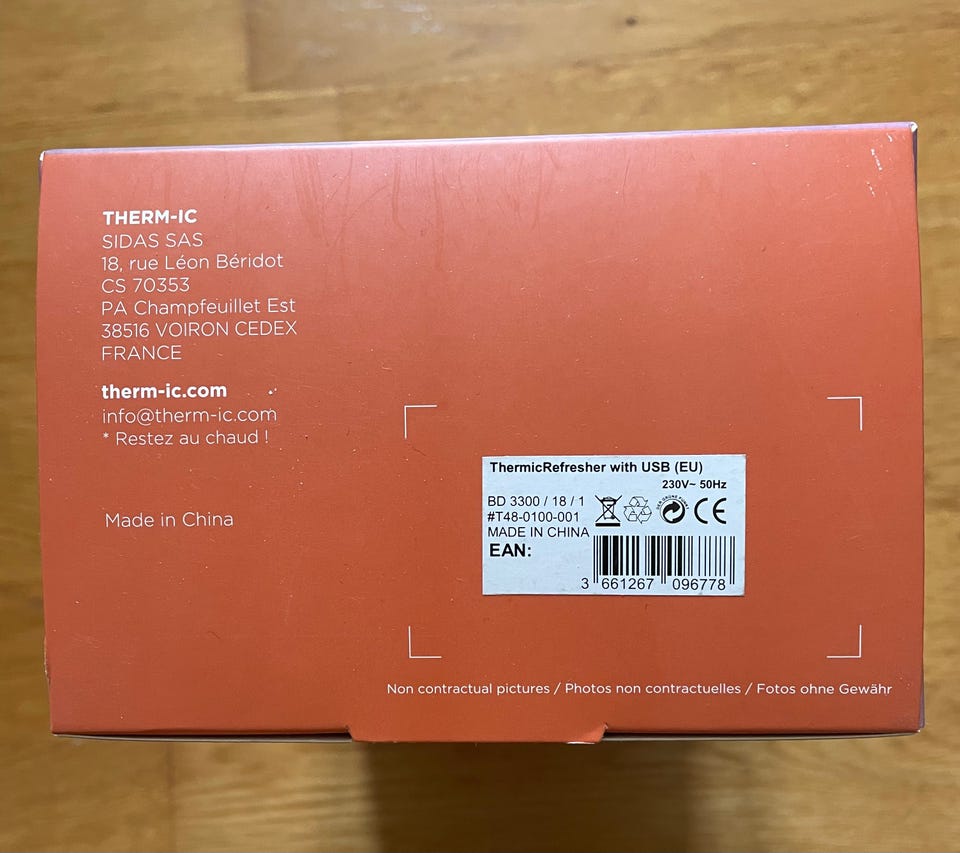 THERM-IC
SIDAS SAS
18, rue Léon Béridot
CS 70353
PA Champfeuillet Est
38516 VOIRON CEDEX
FRANCE
therm-ic.com
info@therm-ic.com
* Restez au chaud !
Made in China
ThermicRefresher with USB (EU)
230V~ 50Hz
BD 3300 / 18 / 1
#T48-0100-001
MADE IN CHINA
EAN:
CE
3 661267 096778
Non contractual pictures / Photos non contractuelles / Fotos ohne Gewähr